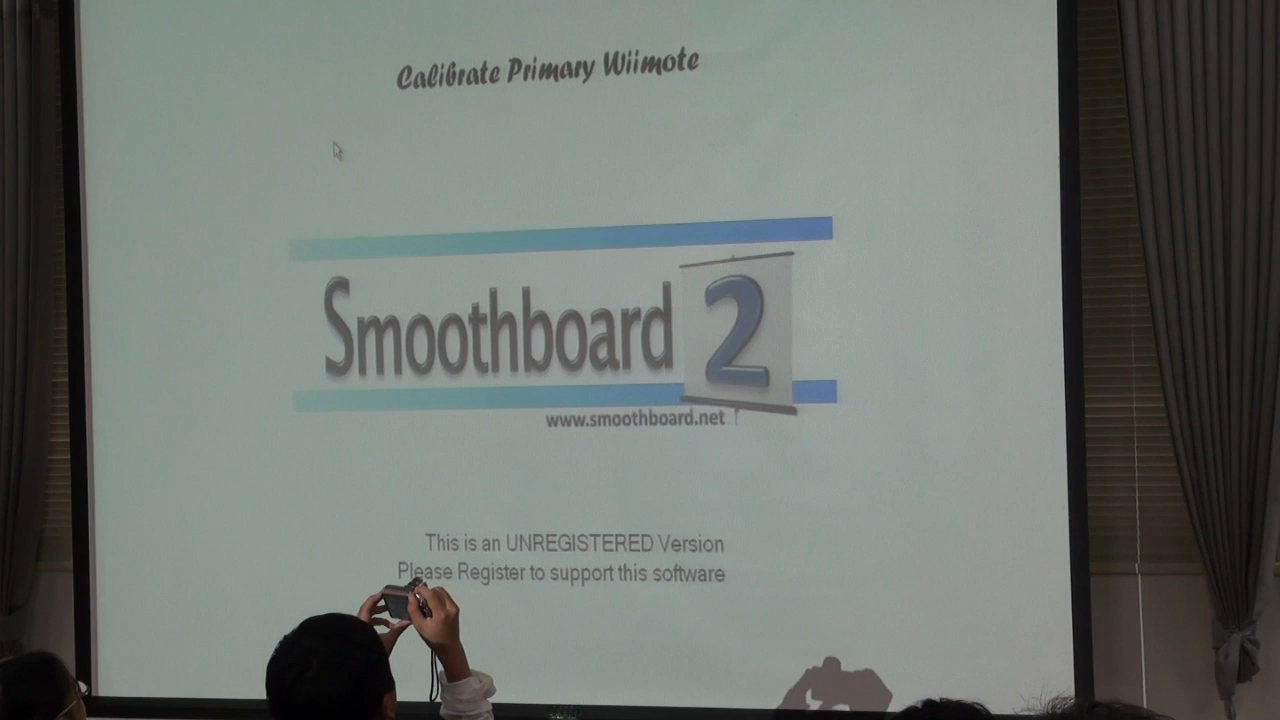 Calibrate Primary Wiimote
Smoothboard 2
www.smoothboard.net
This is an UNREGISTERED Version
Please Register to support this software